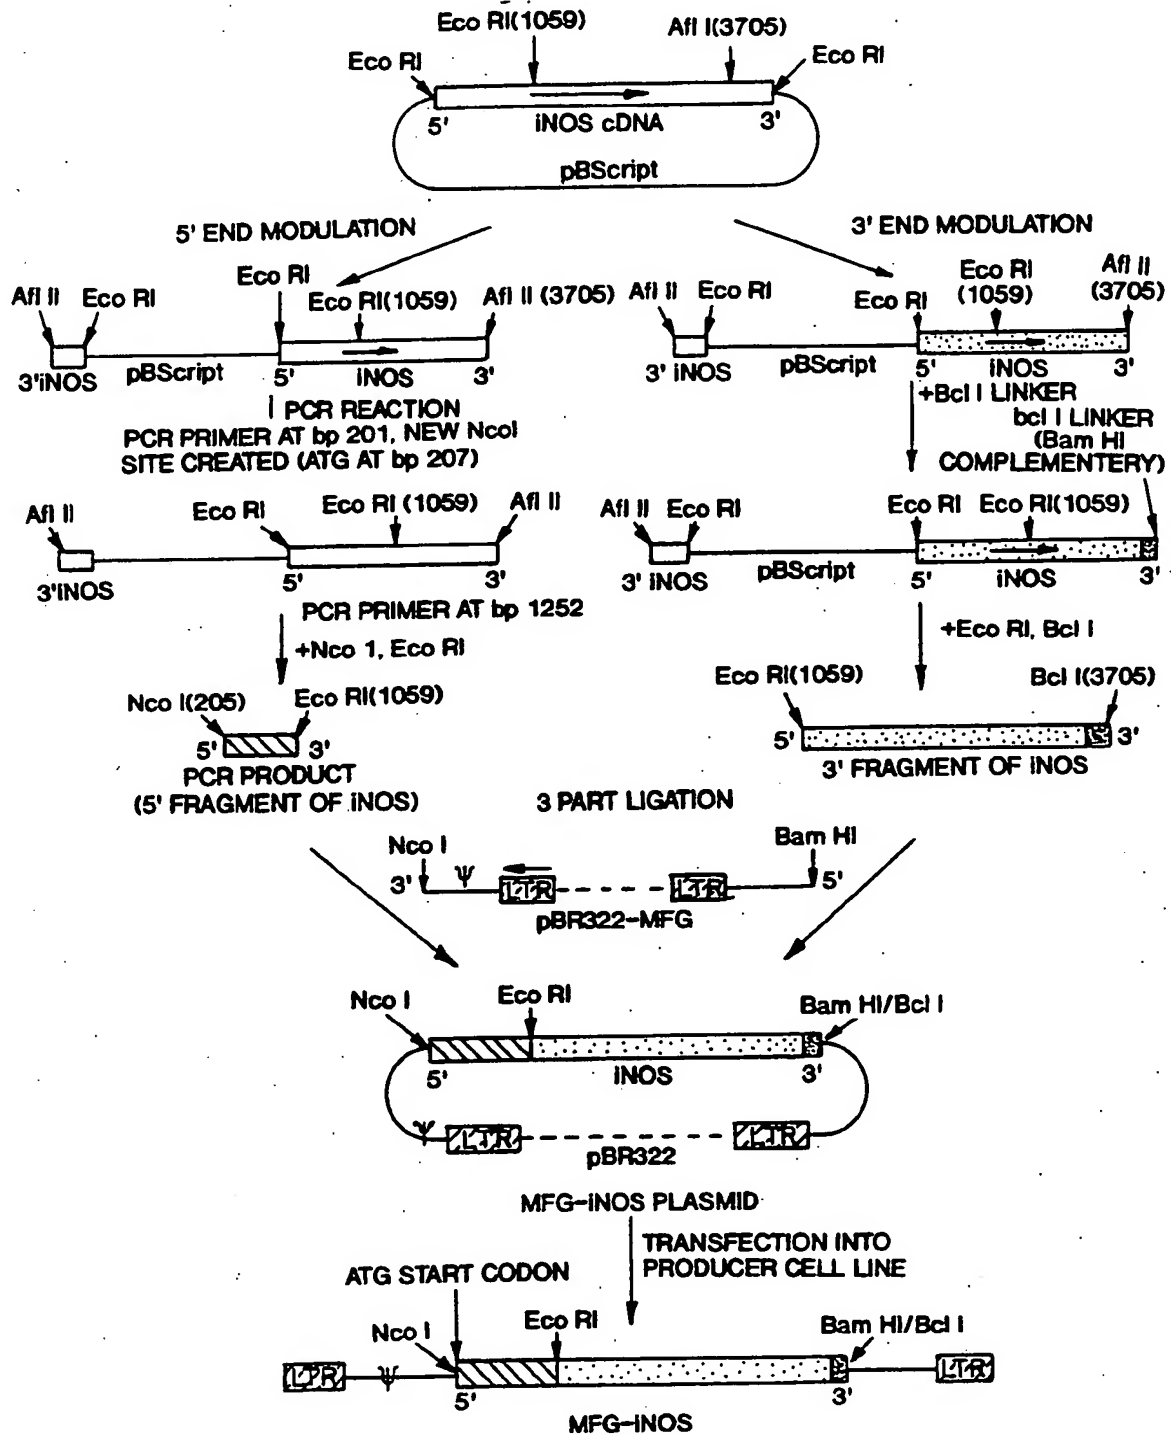 Eco RI(1059)
Afl I(3705)
Eco RI
Eco RI
5'
iNOS cDNA
3'
pBScript
5' END MODULATION
3' END MODULATION
Afl II
Eco RI
Eco RI
Eco RI(1059)
Afl II (3705)
3'iNOS
pBScript
5'
iNOS
3'
Afl II
Eco RI
Eco RI
Eco RI
(1059)
Afl II
(3705)
3' iNOS
pBScript
5'
iNOS
3'
PCR REACTION
PCR PRIMER AT bp 201, NEW NcoI
SITE CREATED (ATG AT bp 207)
+Bcl I LINKER
bcl I LINKER
(Bam HI
COMPLEMENTERY)
Afl II
Eco RI
Eco RI (1059)
Afl II
3'iNOS
5'
3'
Afl II
Eco RI
Eco RI
Eco RI(1059)
3' iNOS
pBScript
5'
iNOS
3'
PCR PRIMER AT bp 1252
+Nco 1, Eco RI
+Eco RI, Bcl I
Nco I(205)
Eco RI(1059)
5'
3'
PCR PRODUCT
(5' FRAGMENT OF iNOS)
Eco RI(1059)
Bcl I(3705)
5'
3'
3' FRAGMENT OF iNOS
3 PART LIGATION
Nco I
Bam HI
3'
Ψ
LTR
LTR
5'
pBR322-MFG
Nco I
Eco RI
Bam HI/Bcl I
5'
iNOS
3'
Ψ
LTR
LTR
pBR322
MFG-iNOS PLASMID
TRANSFECTION INTO
PRODUCER CELL LINE
ATG START CODON
Nco I
Eco RI
Bam HI/Bcl I
LTR
Ψ
LTR
5'
3'
MFG-iNOS